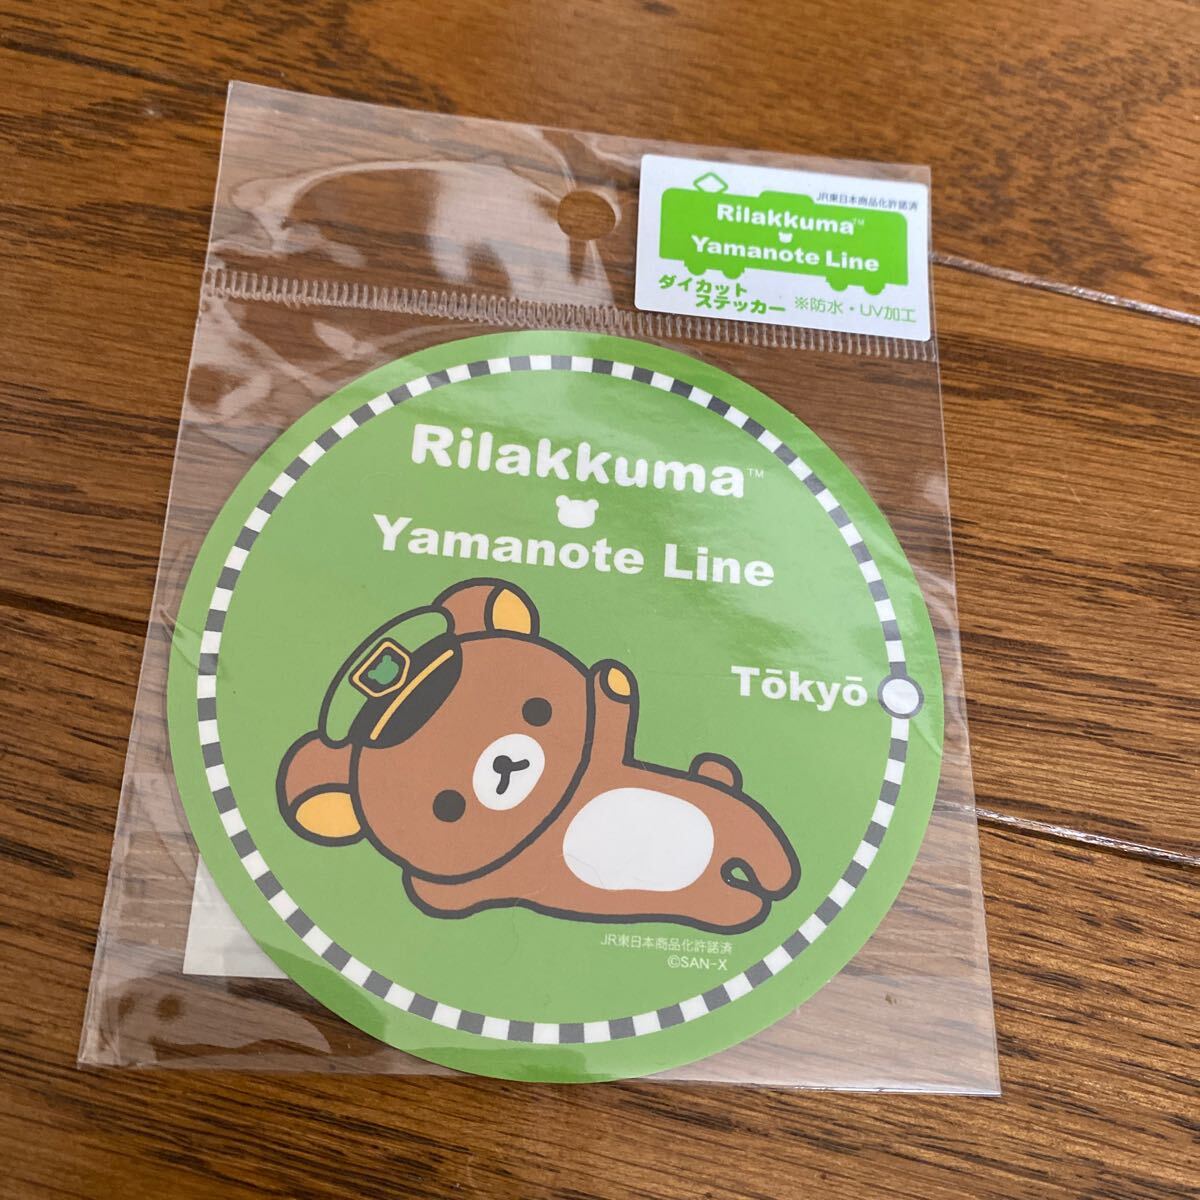 JR東日本商品化許諾済
Rilakkuma™
Yamanote Line
ダイカット
ステッカー ※防水・UV加工
Rilakkuma™
Yamanote Line
Tōkyō
JR東日本商品化許諾済
©SAN-X